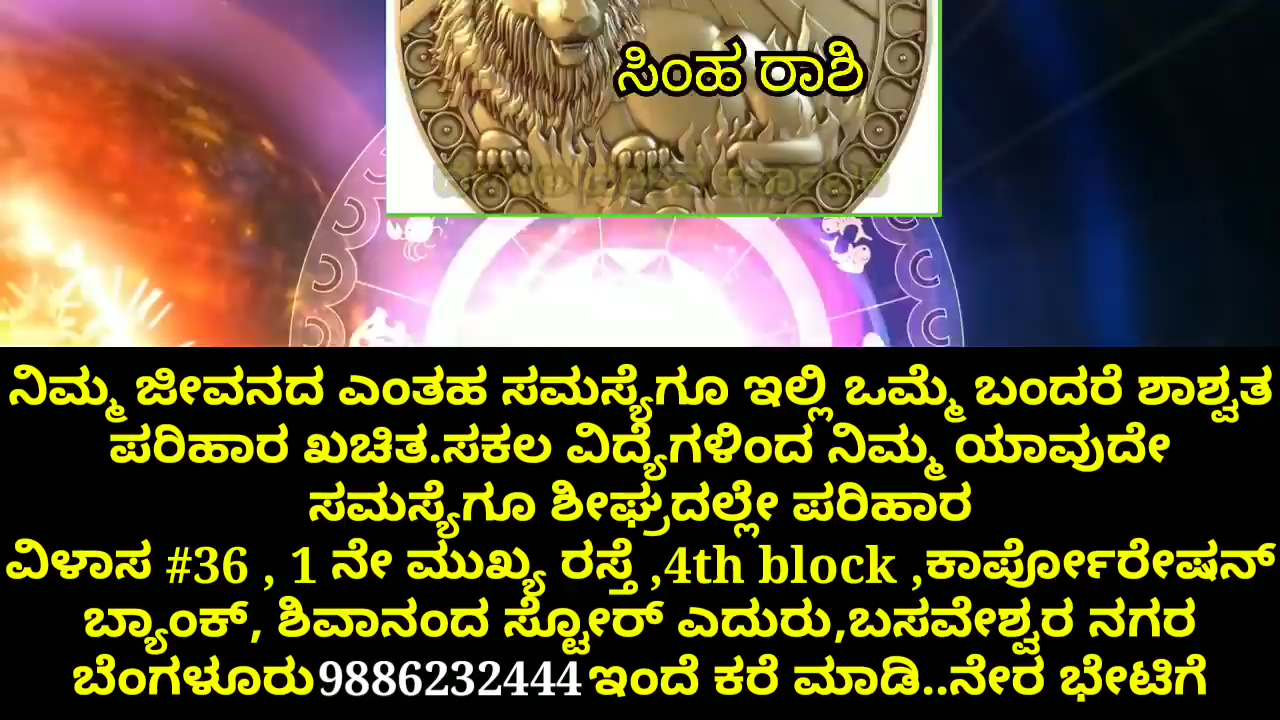 ಸಿಂಹ ರಾಶಿ
ನಿಮ್ಮ ಜೀವನದ ಎಂತಹ ಸಮಸ್ಯೆಗೂ ಇಲ್ಲಿ ಒಮ್ಮೆ ಬಂದರೆ ಶಾಶ್ವತ
ಪರಿಹಾರ ಖಚಿತ.ಸಕಲ ವಿದ್ಯೆಗಳಿಂದ ನಿಮ್ಮ ಯಾವುದೇ
ಸಮಸ್ಯೆಗೂ ಶೀಘ್ರದಲ್ಲೇ ಪರಿಹಾರ
ವಿಳಾಸ #36 , 1 ನೇ ಮುಖ್ಯ ರಸ್ತೆ ,4th block ,ಕಾರ್ಪೋರೇಷನ್
ಬ್ಯಾಂಕ್, ಶಿವಾನಂದ ಸ್ಟೋರ್ ಎದುರು,ಬಸವೇಶ್ವರ ನಗರ
ಬೆಂಗಳೂರು9886232444 ಇಂದೆ ಕರೆ ಮಾಡಿ..ನೇರ ಭೇಟಿಗೆ